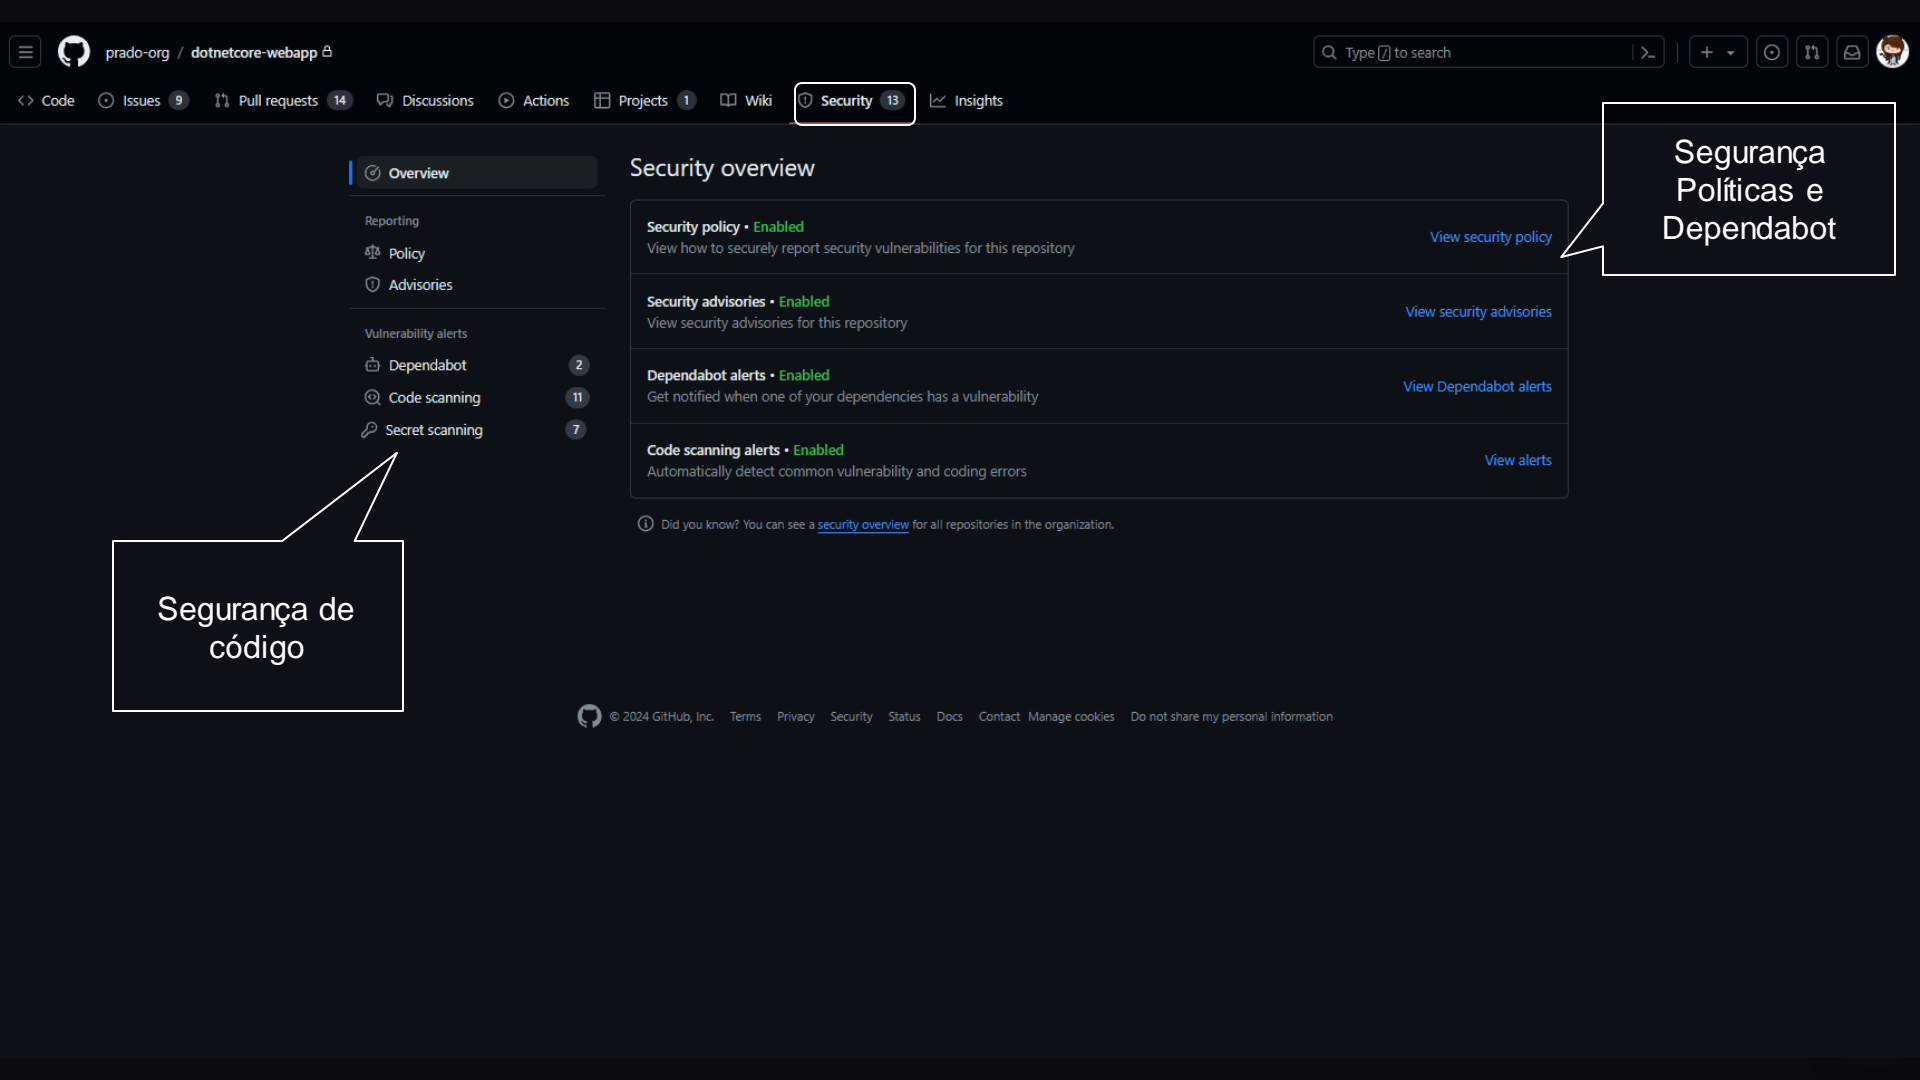 prado-org / dotnetcore-webapp
Type / to search
Code
Issues 9
Pull requests 14
Discussions
Actions
Projects 1
Wiki
Security 13
Insights
Segurança
Políticas e
Dependabot
Overview
Reporting
Policy
Advisories
Vulnerability alerts
Dependabot 2
Code scanning 11
Secret scanning 7
Segurança de
código
Security overview
Security policy • Enabled
View how to securely report security vulnerabilities for this repository
View security policy
Security advisories • Enabled
View security advisories for this repository
View security advisories
Dependabot alerts • Enabled
Get notified when one of your dependencies has a vulnerability
View Dependabot alerts
Code scanning alerts • Enabled
Automatically detect common vulnerability and coding errors
View alerts
Did you know? You can see a security overview for all repositories in the organization.
© 2024 GitHub, Inc. Terms Privacy Security Status Docs Contact Manage cookies Do not share my personal information